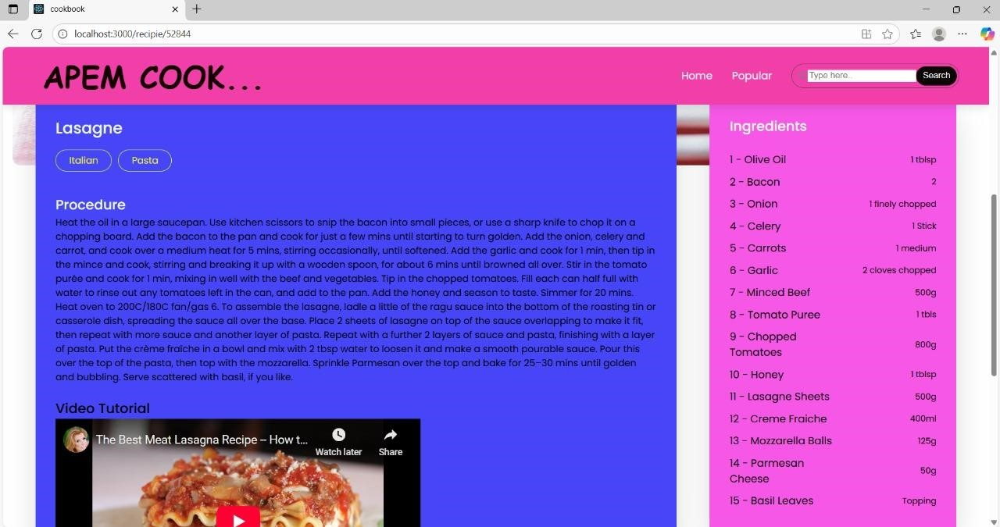 cookbook
localhost:3000/recipie/52844
APEM COOK...
Home
Popular
Type here..
Search
Lasagne
Italian
Pasta
Procedure
Heat the oil in a large saucepan. Use kitchen scissors to snip the bacon into small pieces, or use a sharp knife to chop it on a
chopping board. Add the bacon to the pan and cook for just a few mins until starting to turn golden. Add the onion, celery and
carrot, and cook over a medium heat for 5 mins, stirring occasionally, until softened. Add the garlic and cook for 1 min, then tip in
the mince and cook, stirring and breaking it up with a wooden spoon, for about 6 mins until browned all over. Stir in the tomato
purée and cook for 1 min, mixing in well with the beef and vegetables. Tip in the chopped tomatoes. Fill each can half full with
water to rinse out any tomatoes left in the can, and add to the pan. Add the honey and season to taste. Simmer for 20 mins.
Heat oven to 200C/180C fan/gas 6. To assemble the lasagne, ladle a little of the ragu sauce into the bottom of the roasting tin or
casserole dish, spreading the sauce all over the base. Place 2 sheets of lasagne on top of the sauce overlapping to make it fit,
then repeat with more sauce and another layer of pasta. Repeat with a further 2 layers of sauce and pasta, finishing with a layer
of pasta. Put the crème fraîche in a bowl and mix with 2 tbsp water to loosen it and make a smooth pourable sauce. Pour this
over the top of the pasta, then top with the mozzarella. Sprinkle Parmesan over the top and bake for 25–30 mins until golden
and bubbling. Serve scattered with basil, if you like.
Video Tutorial
The Best Meat Lasagna Recipe – How t...
Watch later
Share
Ingredients
1 - Olive Oil 1 tblsp
2 - Bacon 2
3 - Onion 1 finely chopped
4 - Celery 1 Stick
5 - Carrots 1 medium
6 - Garlic 2 cloves chopped
7 - Minced Beef 500g
8 - Tomato Puree 1 tbls
9 - Chopped
Tomatoes 800g
10 - Honey 1 tblsp
11 - Lasagne Sheets 500g
12 - Creme Fraiche 400ml
13 - Mozzarella Balls 125g
14 - Parmesan
Cheese 50g
15 - Basil Leaves Topping